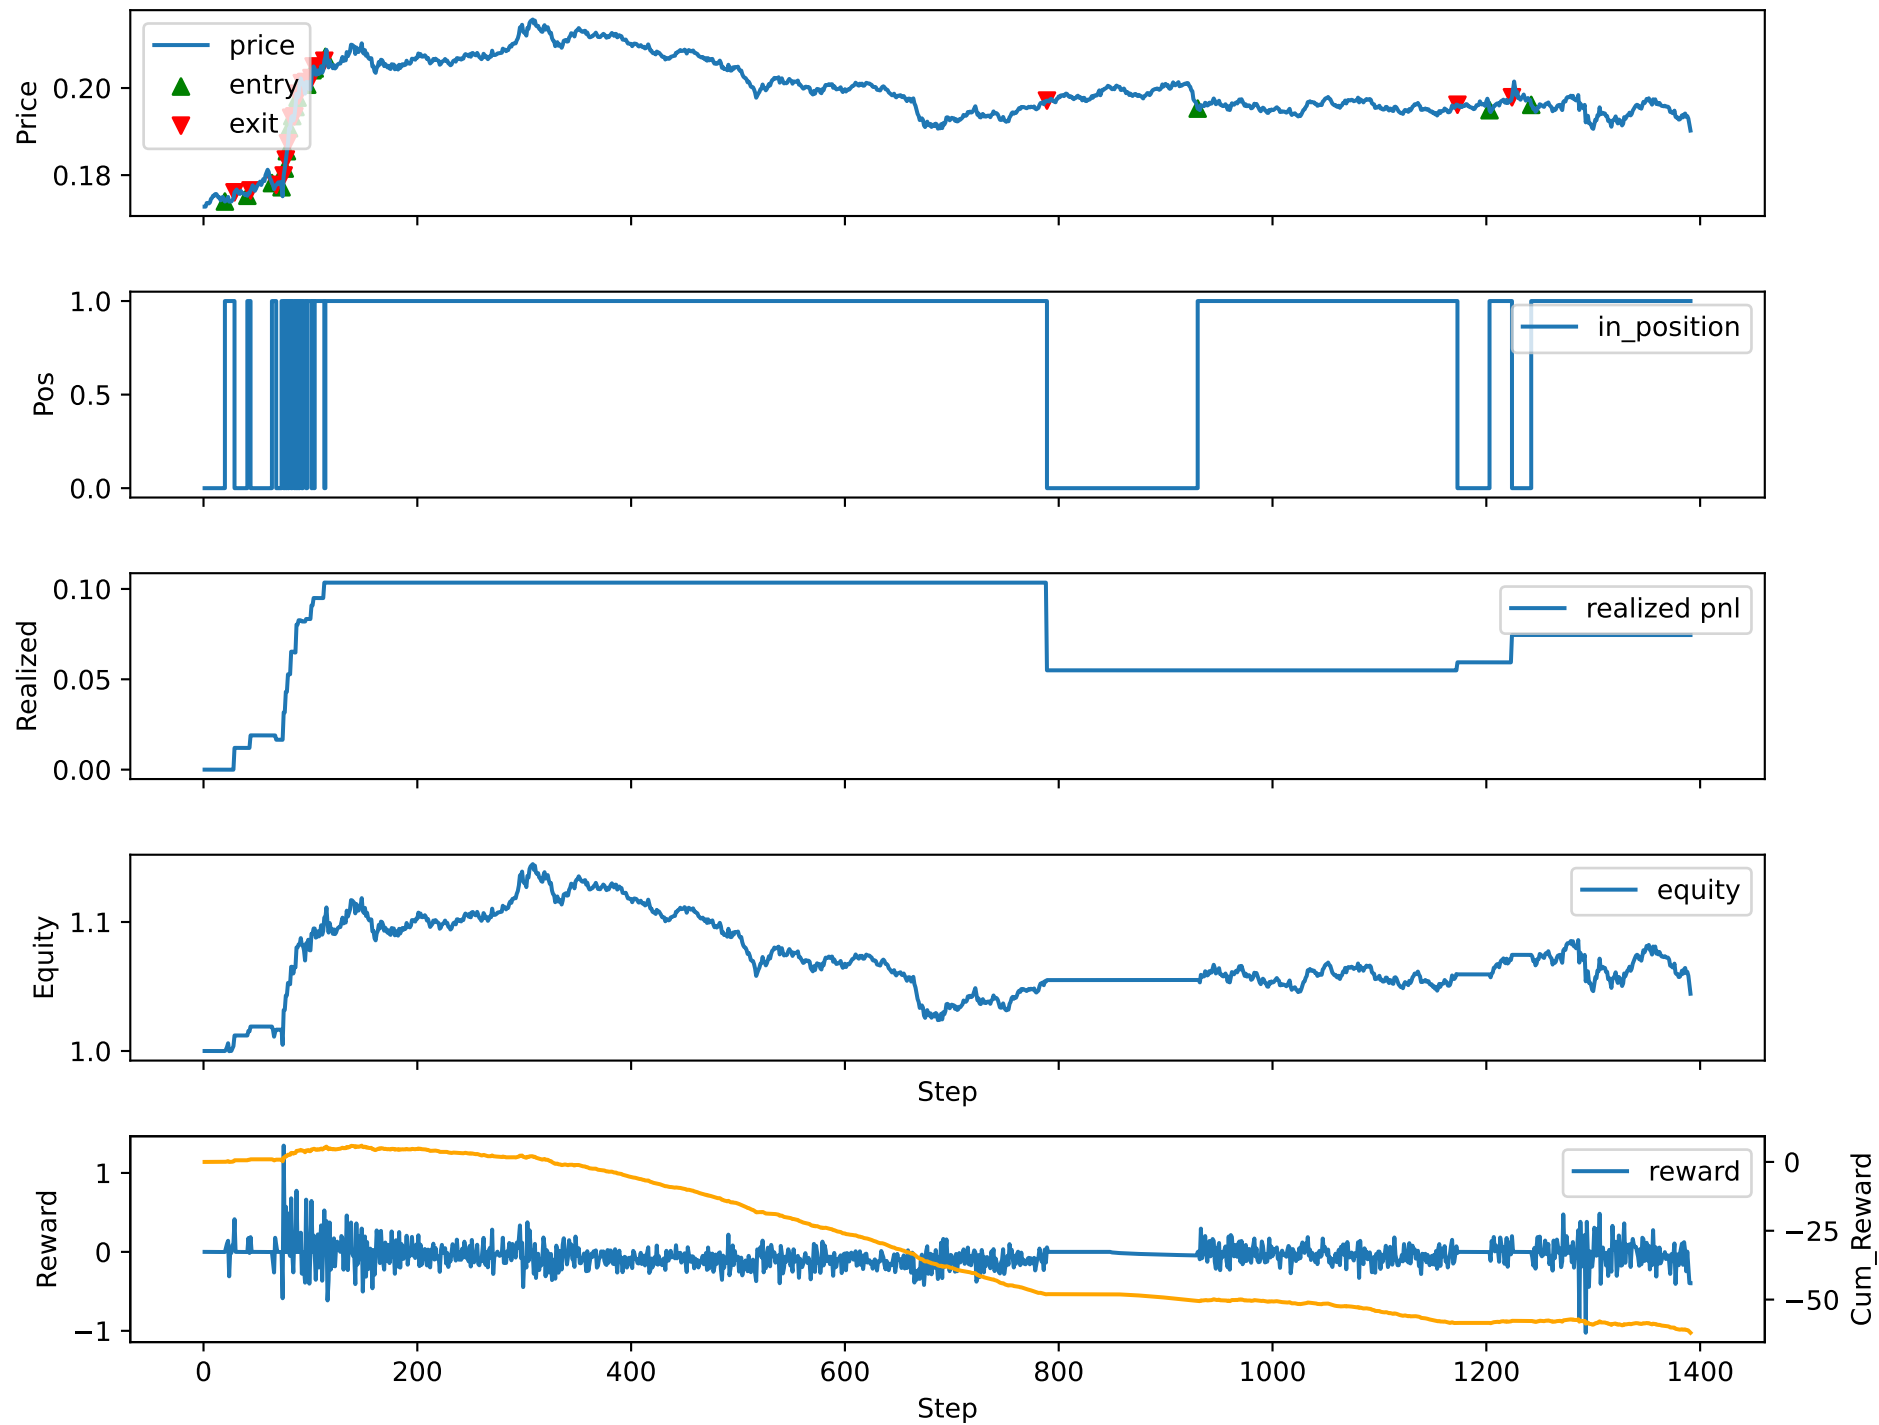 price
entry
exit
Price
0.20
0.18
in_position
Pos
1.0
0.5
0.0
realized pnl
Realized
0.10
0.05
0.00
equity
Equity
1.1
1.0
Step
reward
Reward
1
0
−1
Cum_Reward
0
−25
−50
0
200
400
600
800
1000
1200
1400
Step